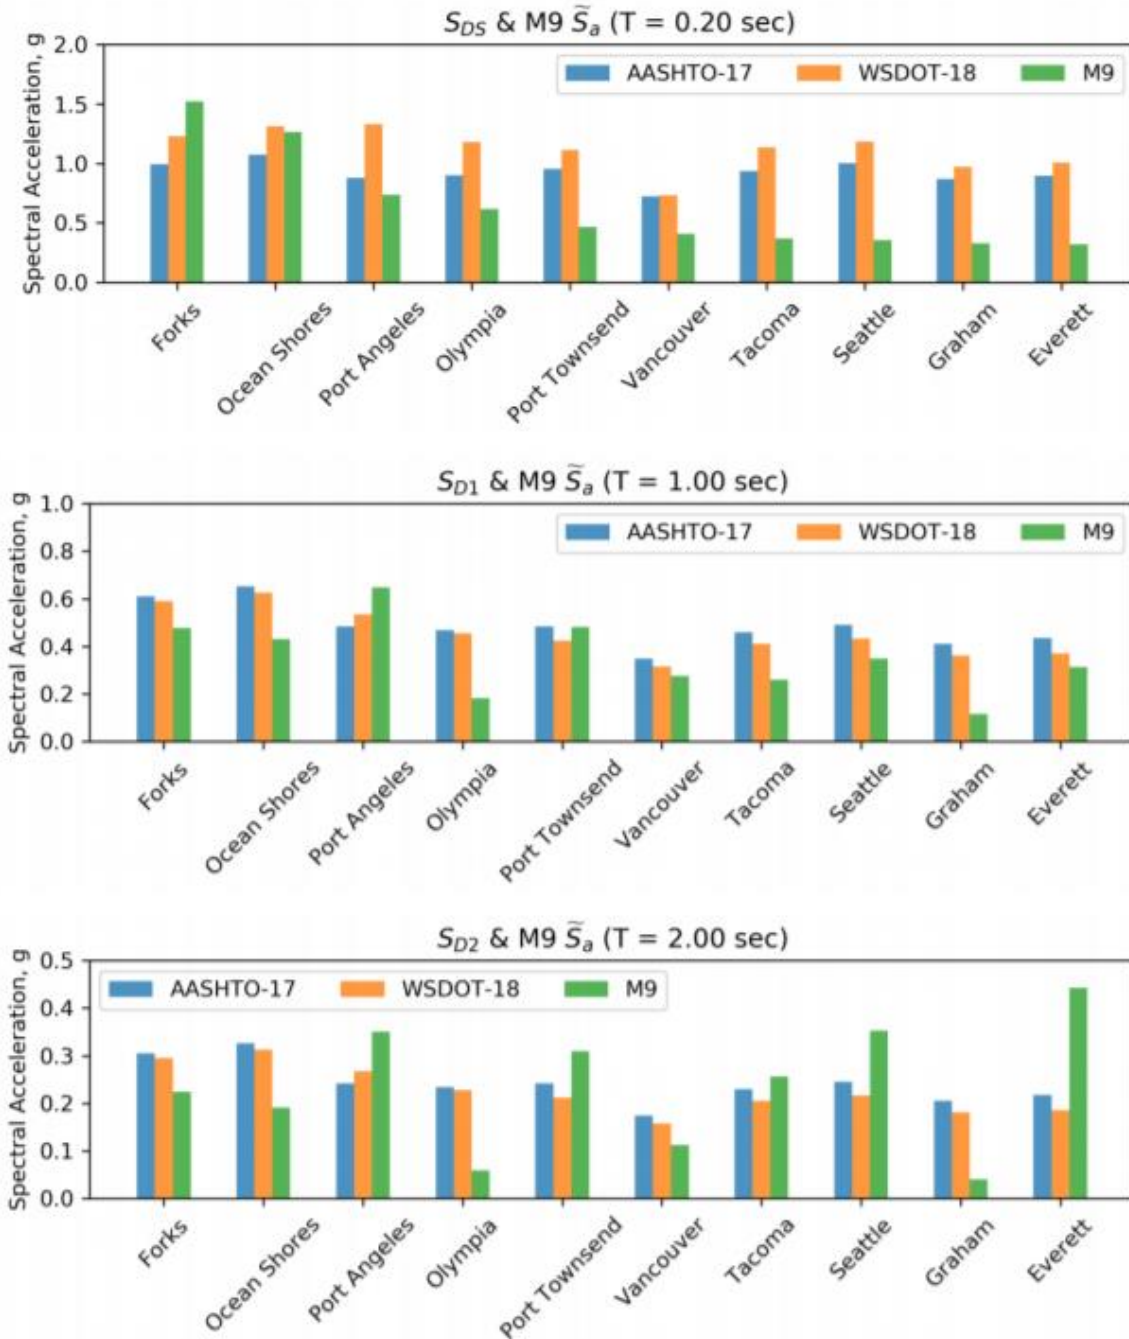 S_DS & M9 S̃_a (T = 0.20 sec)
Spectral Acceleration, g
2.0
1.5
1.0
0.5
0.0
AASHTO-17 WSDOT-18 M9
Forks Ocean Shores Port Angeles Olympia Port Townsend Vancouver Tacoma Seattle Graham Everett
S_D1 & M9 S̃_a (T = 1.00 sec)
Spectral Acceleration, g
1.0
0.8
0.6
0.4
0.2
0.0
AASHTO-17 WSDOT-18 M9
Forks Ocean Shores Port Angeles Olympia Port Townsend Vancouver Tacoma Seattle Graham Everett
S_D2 & M9 S̃_a (T = 2.00 sec)
Spectral Acceleration, g
0.5
0.4
0.3
0.2
0.1
0.0
AASHTO-17 WSDOT-18 M9
Forks Ocean Shores Port Angeles Olympia Port Townsend Vancouver Tacoma Seattle Graham Everett